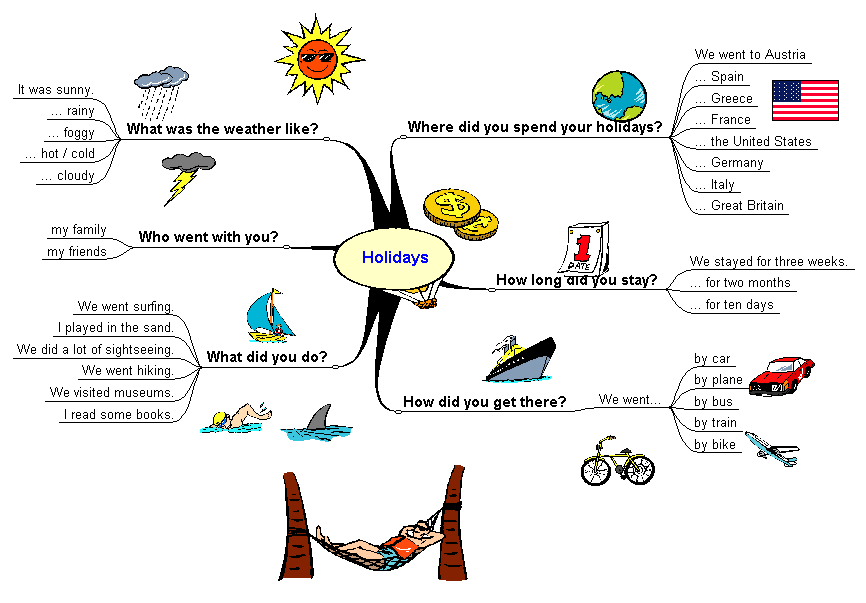 Holidays
What was the weather like?
It was sunny.
... rainy
... foggy
... hot / cold
... cloudy
Who went with you?
my family
my friends
What did you do?
We went surfing.
I played in the sand.
We did a lot of sightseeing.
We went hiking.
We visited museums.
I read some books.
Where did you spend your holidays?
We went to Austria
... Spain
... Greece
... France
... the United States
... Germany
... Italy
... Great Britain
How long did you stay?
1
DATE
We stayed for three weeks.
... for two months
... for ten days
How did you get there?
We went...
by car
by plane
by bus
by train
by bike